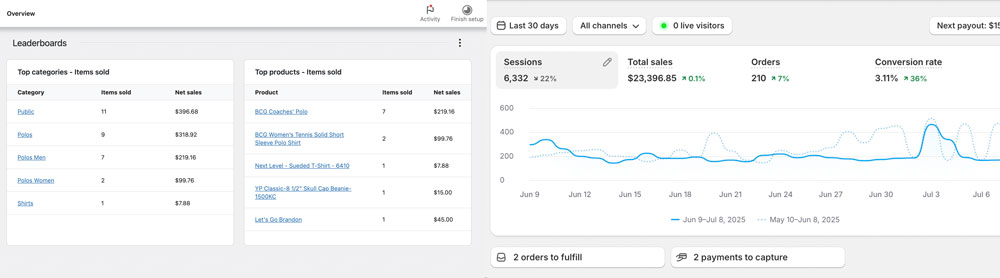 Overview
Activity
Finish setup
Leaderboards
Top categories - Items sold
Category Items sold Net sales
Public 11 $396.68
Polos 9 $318.92
Polos Men 7 $219.16
Polos Women 2 $99.76
Shirts 1 $7.88
Top products - Items sold
Product Items sold Net sales
BCG Coaches' Polo 7 $219.16
BCG Women's Tennis Solid Short
Sleeve Polo Shirt 2 $99.76
Next Level - Sueded T-Shirt - 6410 1 $7.88
YP Classic-8 1/2" Skull Cap Beanie-
1500KC 1 $15.00
Let's Go Brandon 1 $45.00
Last 30 days
All channels
0 live visitors
Next payout: $15
Sessions
6,332 22%
Total sales
$23,396.85 0.1%
Orders
210 7%
Conversion rate
3.11% 36%
600
400
200
0
Jun 9 Jun 12 Jun 15 Jun 18 Jun 21 Jun 24 Jun 27 Jun 30 Jul 3 Jul 6
Jun 9–Jul 8, 2025 May 10–Jun 8, 2025
2 orders to fulfill
2 payments to capture